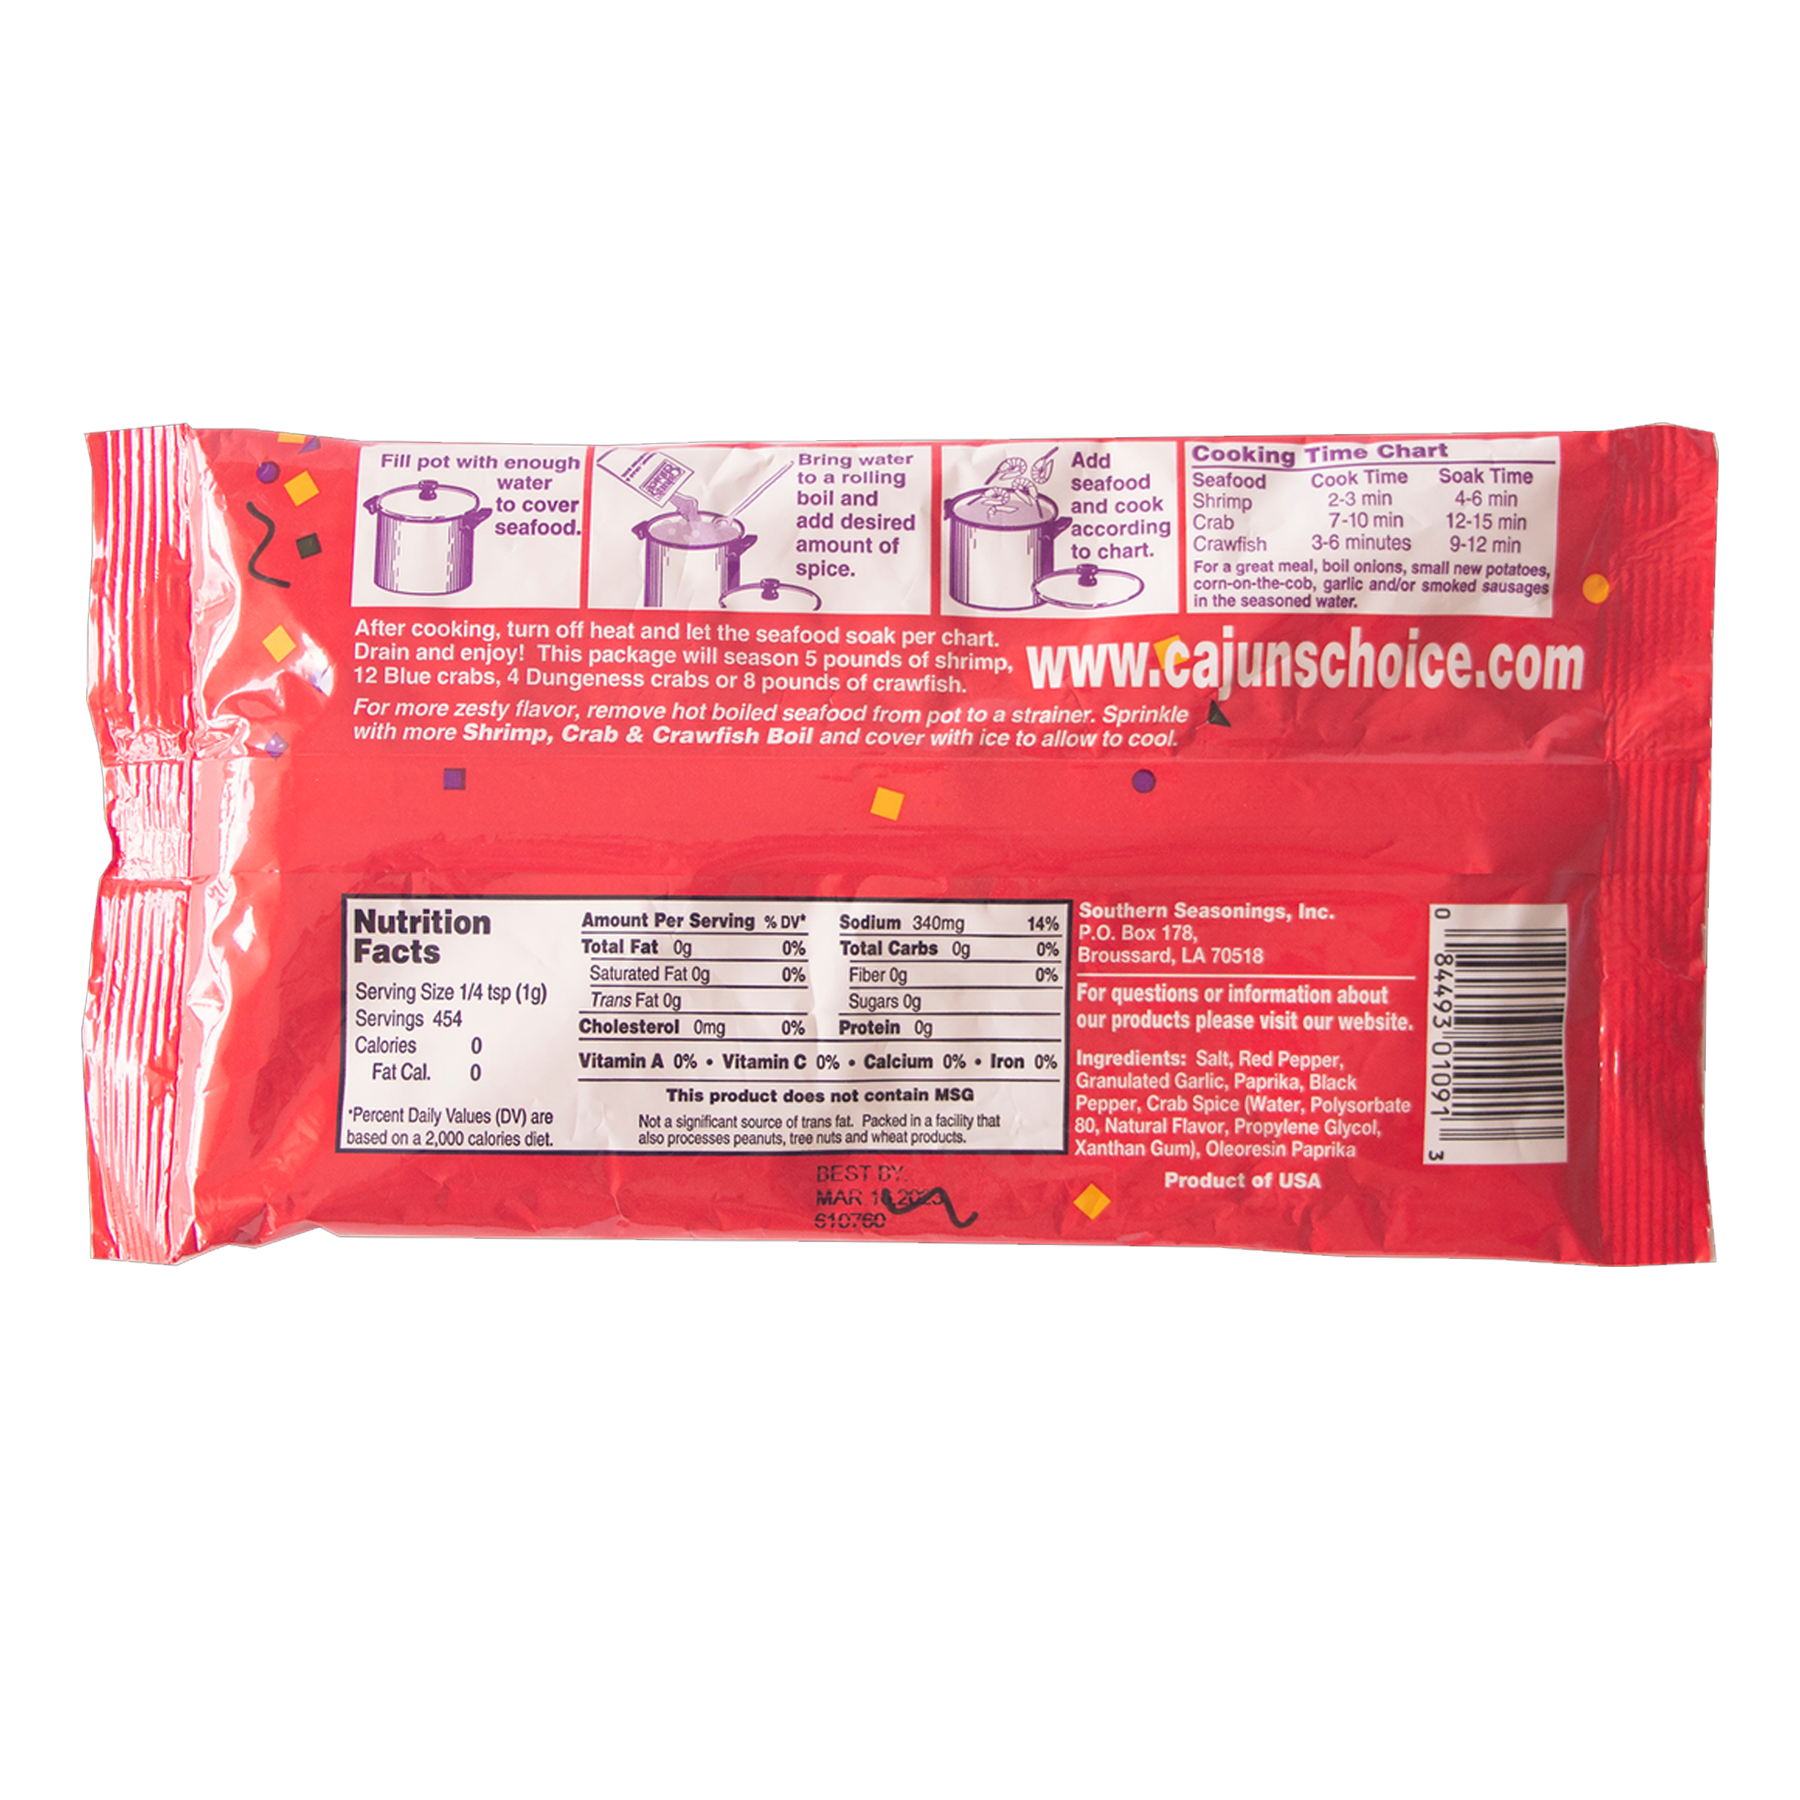 Fill pot with enough
water
to cover
seafood.
Bring water
to a rolling
boil and
add desired
amount of
spice.
Add
seafood
and cook
according
to chart.
Cooking Time Chart
Seafood Cook Time Soak Time
Shrimp 2-3 min 4-6 min
Crab 7-10 min 12-15 min
Crawfish 3-6 minutes 9-12 min
For a great meal, boil onions, small new potatoes,
corn-on-the-cob, garlic and/or smoked sausages
in the seasoned water.
After cooking, turn off heat and let the seafood soak per chart.
Drain and enjoy! This package will season 5 pounds of shrimp,
12 Blue crabs, 4 Dungeness crabs or 8 pounds of crawfish.
For more zesty flavor, remove hot boiled seafood from pot to a strainer. Sprinkle
with more Shrimp, Crab & Crawfish Boil and cover with ice to allow to cool.
www.cajunschoice.com
Nutrition
Facts
Serving Size 1/4 tsp (1g)
Servings 454
Calories 0
Fat Cal. 0
*Percent Daily Values (DV) are
based on a 2,000 calories diet.
Amount Per Serving % DV*
Total Fat 0g 0%
Saturated Fat 0g 0%
Trans Fat 0g
Cholesterol 0mg 0%
Sodium 340mg 14%
Total Carbs 0g 0%
Fiber 0g 0%
Sugars 0g
Protein 0g
Vitamin A 0% • Vitamin C 0% • Calcium 0% • Iron 0%
This product does not contain MSG
Not a significant source of trans fat. Packed in a facility that
also processes peanuts, tree nuts and wheat products.
Southern Seasonings, Inc.
P.O. Box 178,
Broussard, LA 70518
For questions or information about
our products please visit our website.
Ingredients: Salt, Red Pepper,
Granulated Garlic, Paprika, Black
Pepper, Crab Spice (Water, Polysorbate
80, Natural Flavor, Propylene Glycol,
Xanthan Gum), Oleoresin Paprika
Product of USA
0 84493 01091 3
BEST BY:
MAR
610760